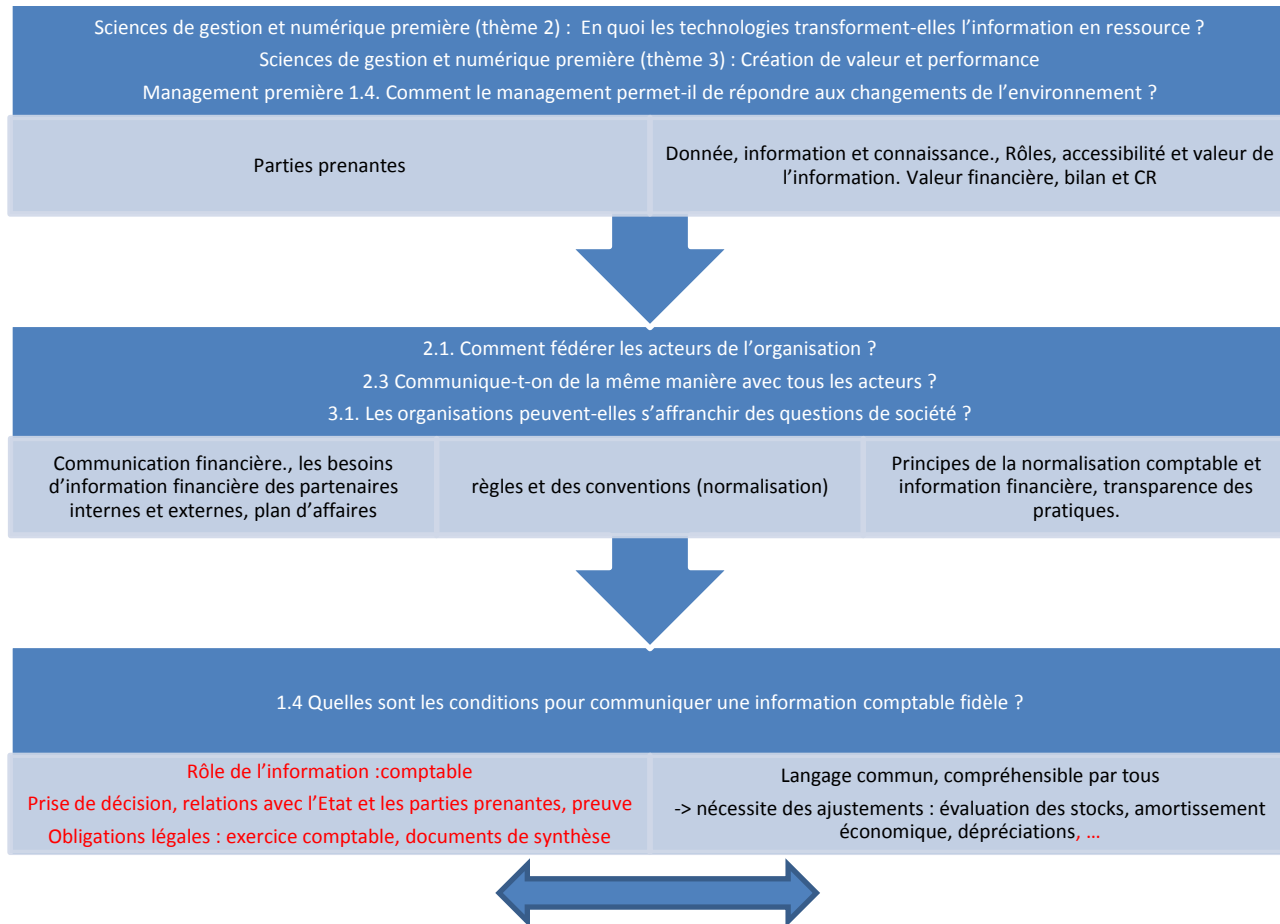 Sciences de gestion et numérique première (thème 2) :  En quoi les technologies transforment-elles l’information en ressource ?
Sciences de gestion et numérique première (thème 3) : Création de valeur et performance
Management première 1.4. Comment le management permet-il de répondre aux changements de l’environnement ?
Parties prenantes
Donnée, information et connaissance., Rôles, accessibilité et valeur de
l’information. Valeur financière, bilan et CR
2.1. Comment fédérer les acteurs de l’organisation ?
2.3 Communique-t-on de la même manière avec tous les acteurs ?
3.1. Les organisations peuvent-elles s’affranchir des questions de société ?
Communication financière., les besoins
d’information financière des partenaires
internes et externes, plan d’affaires
règles et des conventions (normalisation)
Principes de la normalisation comptable et
information financière, transparence des
pratiques.
1.4 Quelles sont les conditions pour communiquer une information comptable fidèle ?
Rôle de l’information :comptable
Prise de décision, relations avec l’Etat et les parties prenantes, preuve
Obligations légales : exercice comptable, documents de synthèse
Langage commun, compréhensible par tous
-> nécessite des ajustements : évaluation des stocks, amortissement
économique, dépréciations, ...